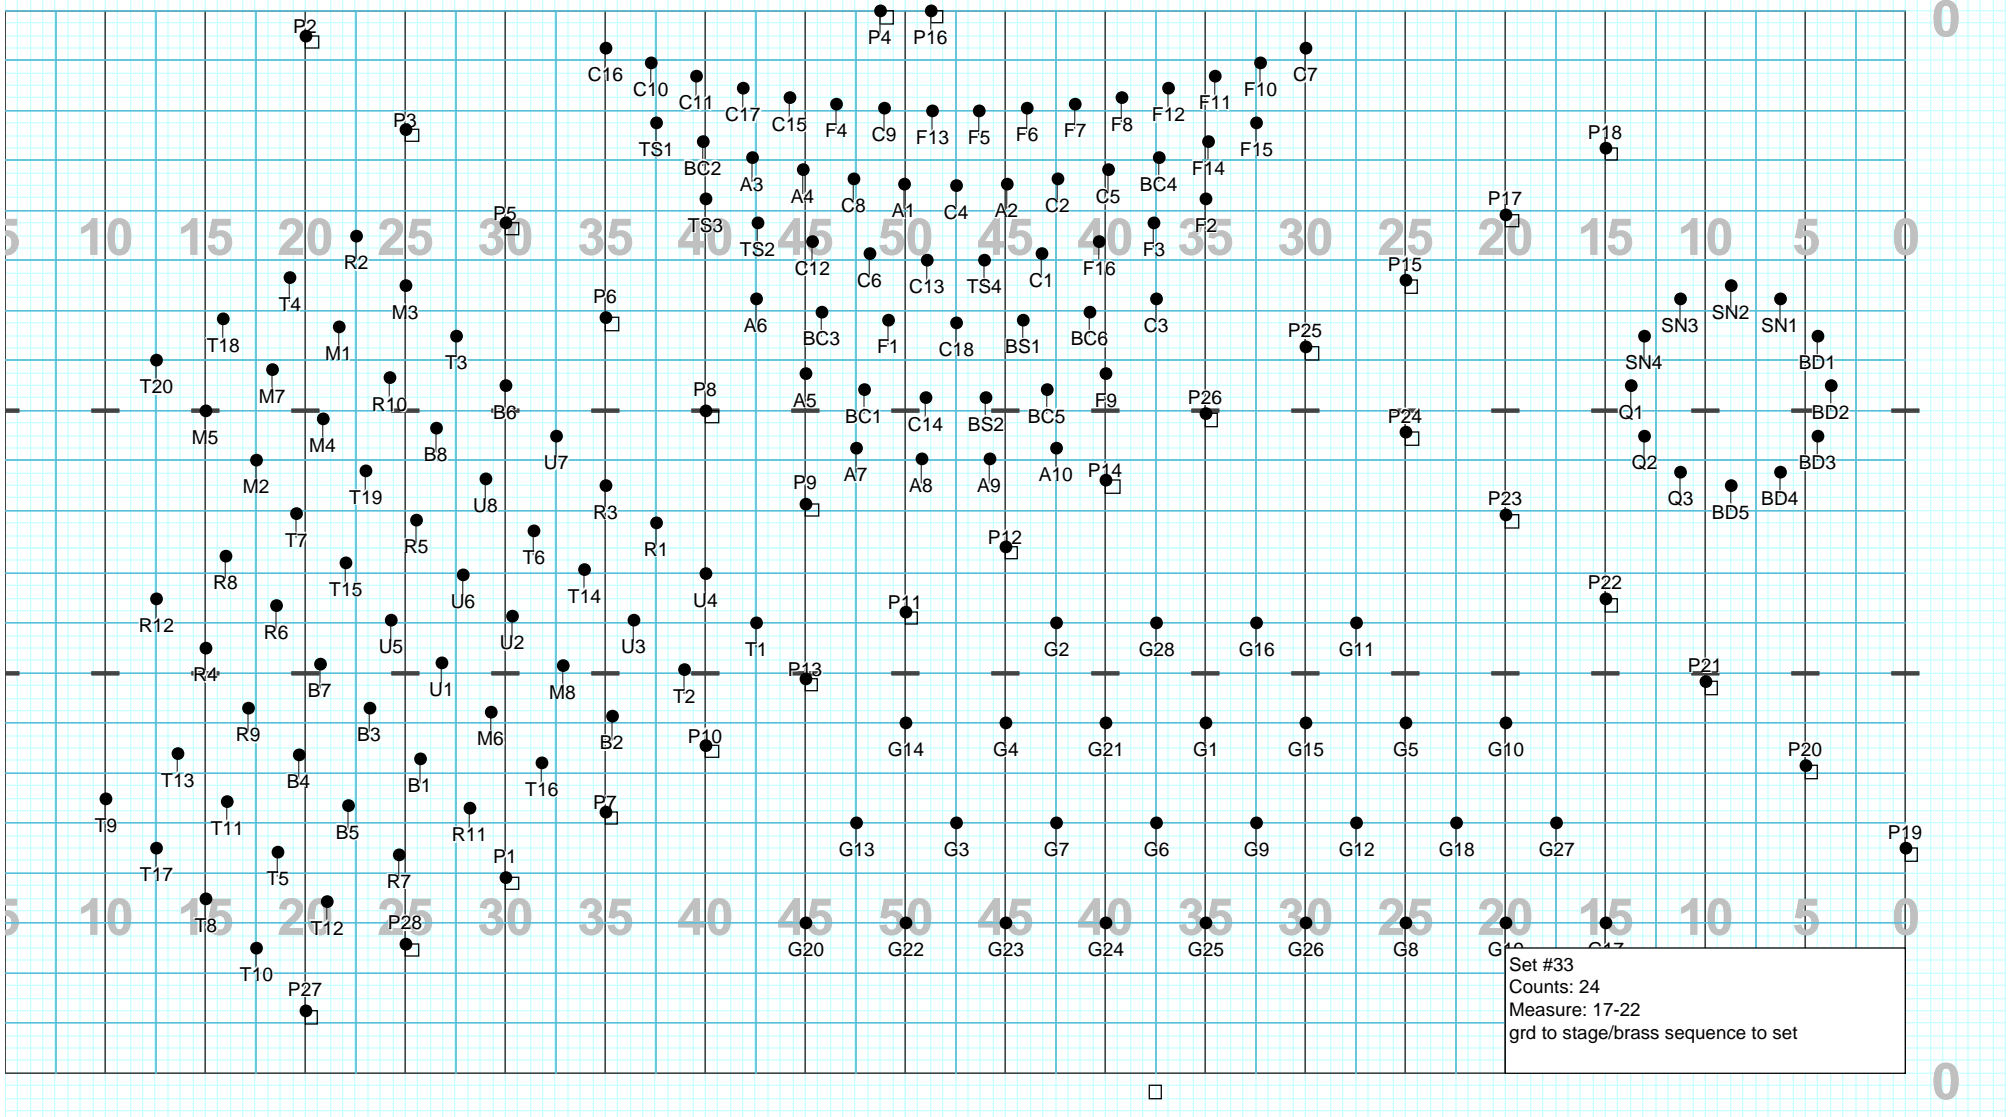 0
P2 P4 P16
C16 C10 C11 C17 C15 F4 C9 F13 F5 F6 F7 F8 F12 F11 F10 C7
P3 TS1 BC2 A3 A4 C8 A1 C4 A2 C2 C5 BC4 F14 F15 P18
P5 TS3 F2 P17
5 10 15 20 25 30 35 40 45 50 45 40 35 30 25 20 15 10 5 0
R2 TS2 C12 C6 C13 TS4 C1 F16 F3
T4 M3 P6 P15
T18 M1 T3 A6 BC3 F1 C18 BS1 BC6 C3 P25 SN3 SN2 SN1
T20 M7 R10 B6 P8 A5 BC1 C14 BS2 BC5 F9 P26 SN4 BD1
M5 M4 B8 U7 P24 Q1 BD2
M2 T19 U8 R3 P9 A7 A8 A9 A10 P14 Q2 BD3
T7 R5 T6 R1 P12 P23 Q3 BD5 BD4
R8 T15 U6 T14 U4 P22
R12 R6 U5 U2 U3 T1 P11 G2 G28 G16 G11
R4 B7 U1 M8 T2 P13 P21
R9 B3 M6 B2 P10 G14 G4 G21 G1 G15 G5 G10
T13 B4 B1 T16 P20
T9 T11 B5 R11 P7
T17 T5 R7 P1 G13 G3 G7 G6 G9 G12 G18 G27 P19
5 10 15 20 25 30 35 40 45 50 45 40 35 30 25 20 15 10 5 0
T8 T12 P28
T10 G20 G22 G23 G24 G25 G26 G8
P27
Set #33
Counts: 24
Measure: 17-22
grd to stage/brass sequence to set
0